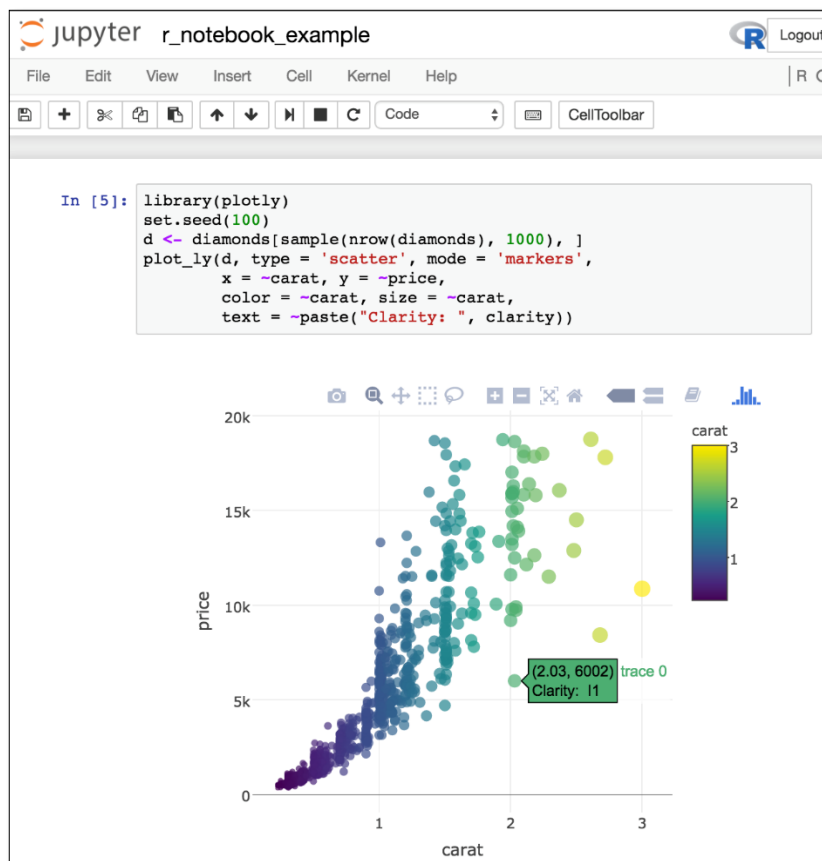 jupyter r_notebook_example
R Logout
File Edit View Insert Cell Kernel Help | R
Code CellToolbar
In [5]: library(plotly)
set.seed(100)
d <- diamonds[sample(nrow(diamonds), 1000), ]
plot_ly(d, type = 'scatter', mode = 'markers',
x = ~carat, y = ~price,
color = ~carat, size = ~carat,
text = ~paste("Clarity: ", clarity))
20k
15k
10k
5k
0
price
1 2 3
carat
carat
3
2
1
(2.03, 6002) trace 0
Clarity: I1